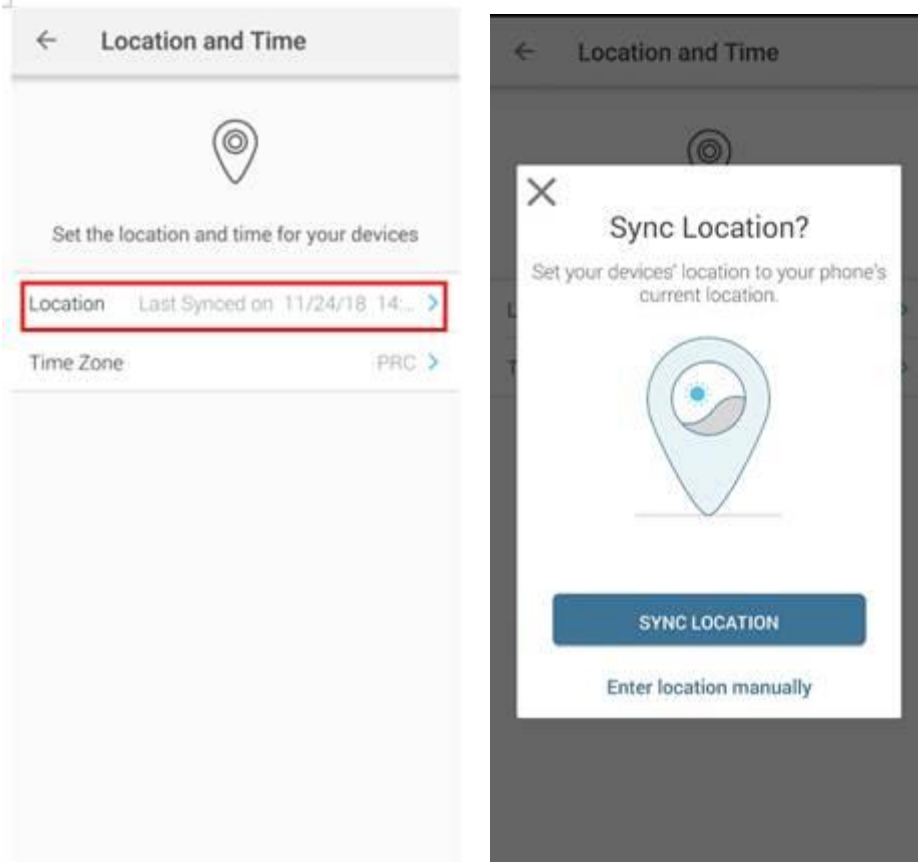 Location and Time
Set the location and time for your devices
Location Last Synced on 11/24/18 14:...
Time Zone PRC
Location and Time
Sync Location?
Set your devices' location to your phone's
current location.
L
T
SYNC LOCATION
Enter location manually